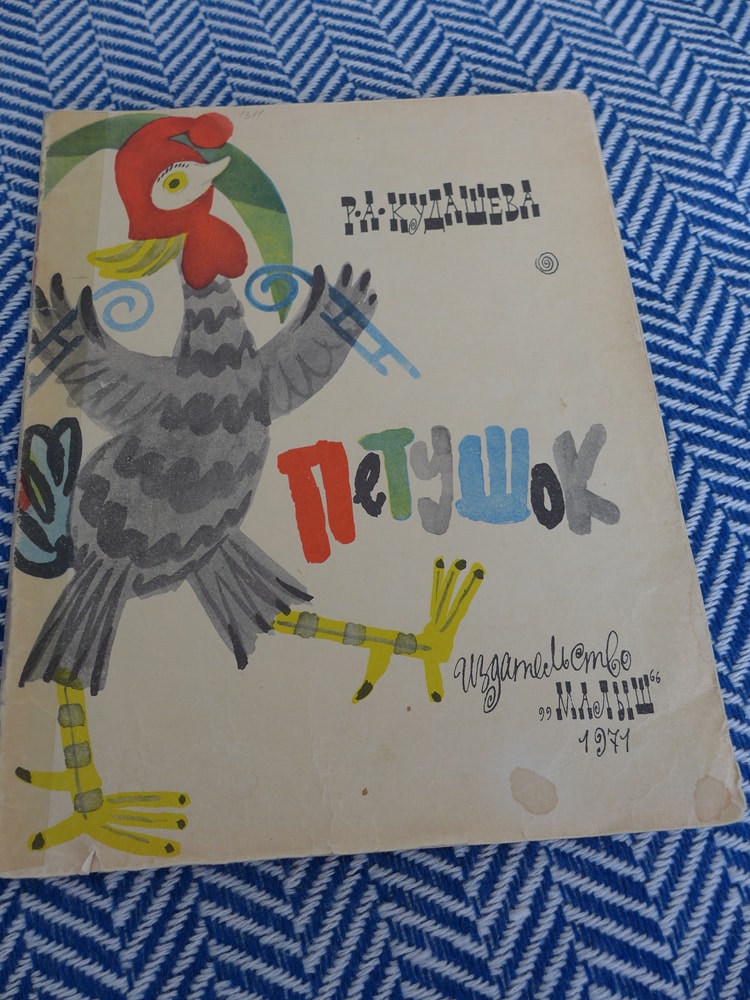 Р·А·КУДАШЕВА
ПЕТУШОК
издательство
„МАЛЫШ“
1971